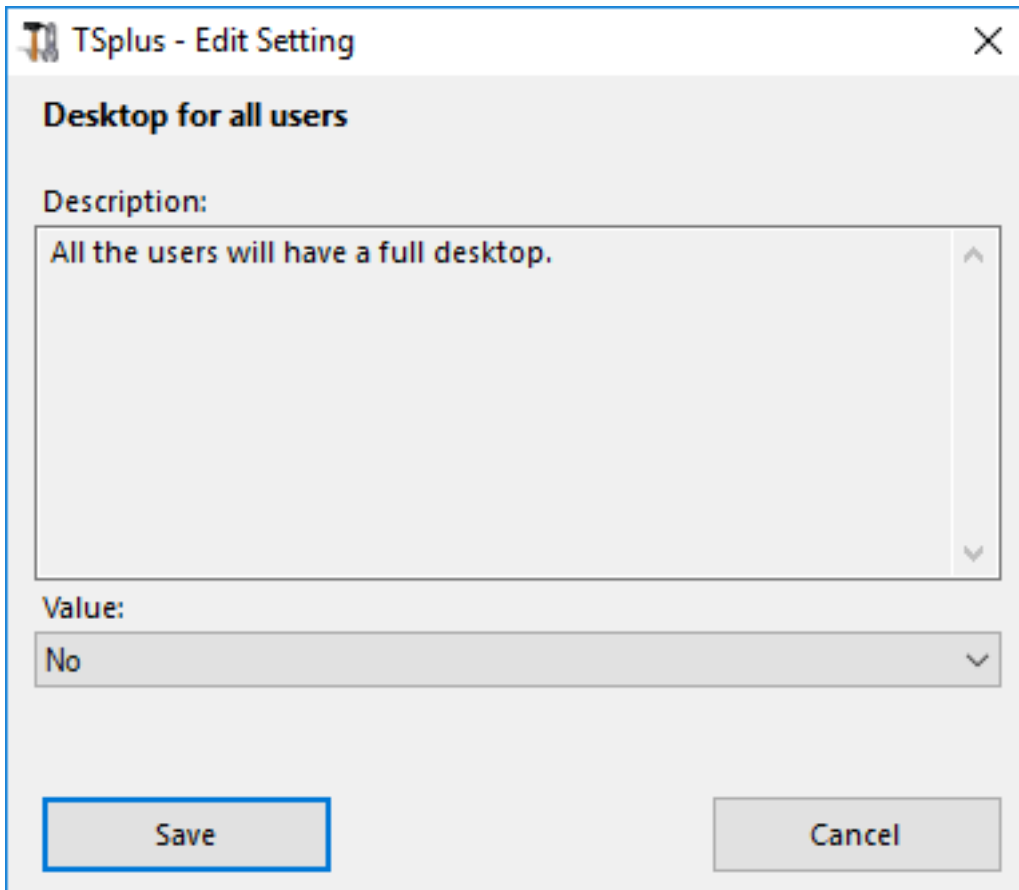 TSplus - Edit Setting
Desktop for all users
Description:
All the users will have a full desktop.
Value:
No
Save
Cancel